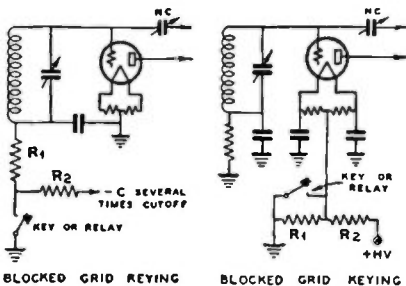 NC
R1
R2
– C SEVERAL
TIMES CUTOFF
KEY OR RELAY
BLOCKED GRID KEYING
NC
KEY OR
RELAY
R1
R2
+HV
BLOCKED GRID KEYING